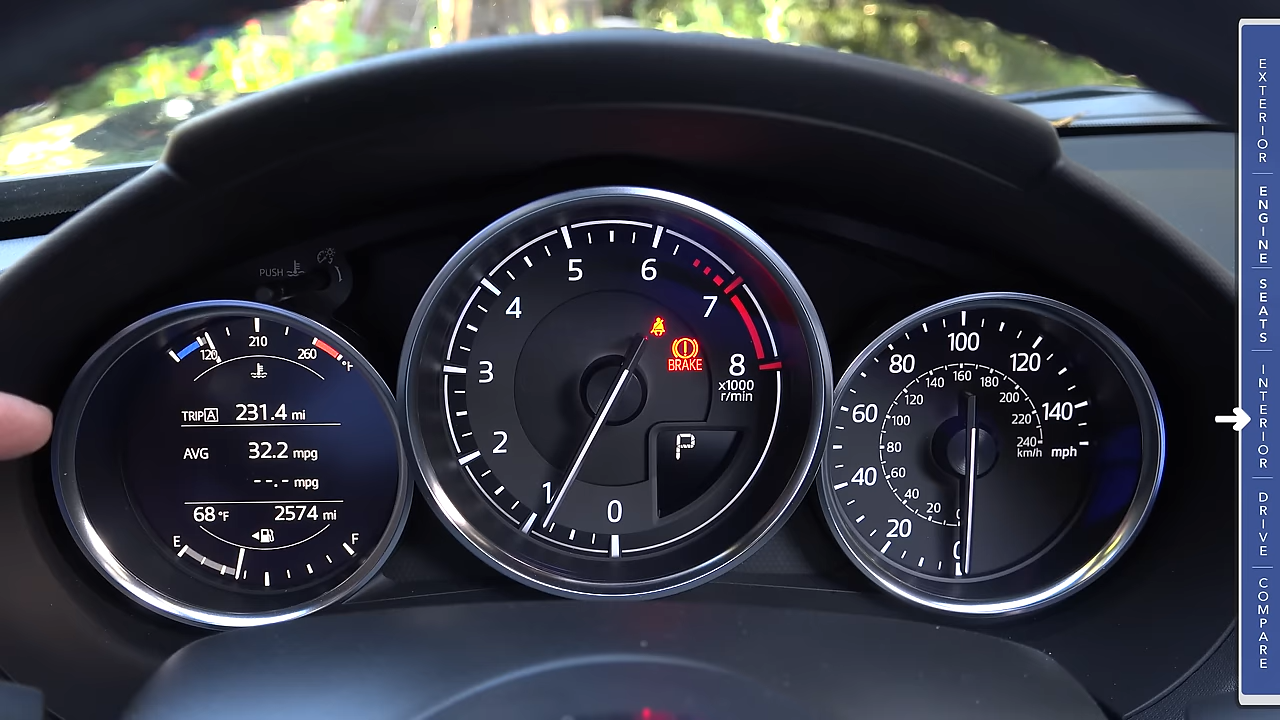 PUSH
120 210 260 °F
TRIP A 231.4 mi
AVG 32.2 mpg
--.- mpg
68 °F 2574 mi
E F
0 1 2 3 4 5 6 7 8
x1000
r/min
BRAKE
P
0 20 40 60 80 100 120 140
mph
0 20 40 60 80 100 120 140 160 180 200 220 240
km/h
EXTERIOR
ENGINE
SEATS
INTERIOR
DRIVE
COMPARE